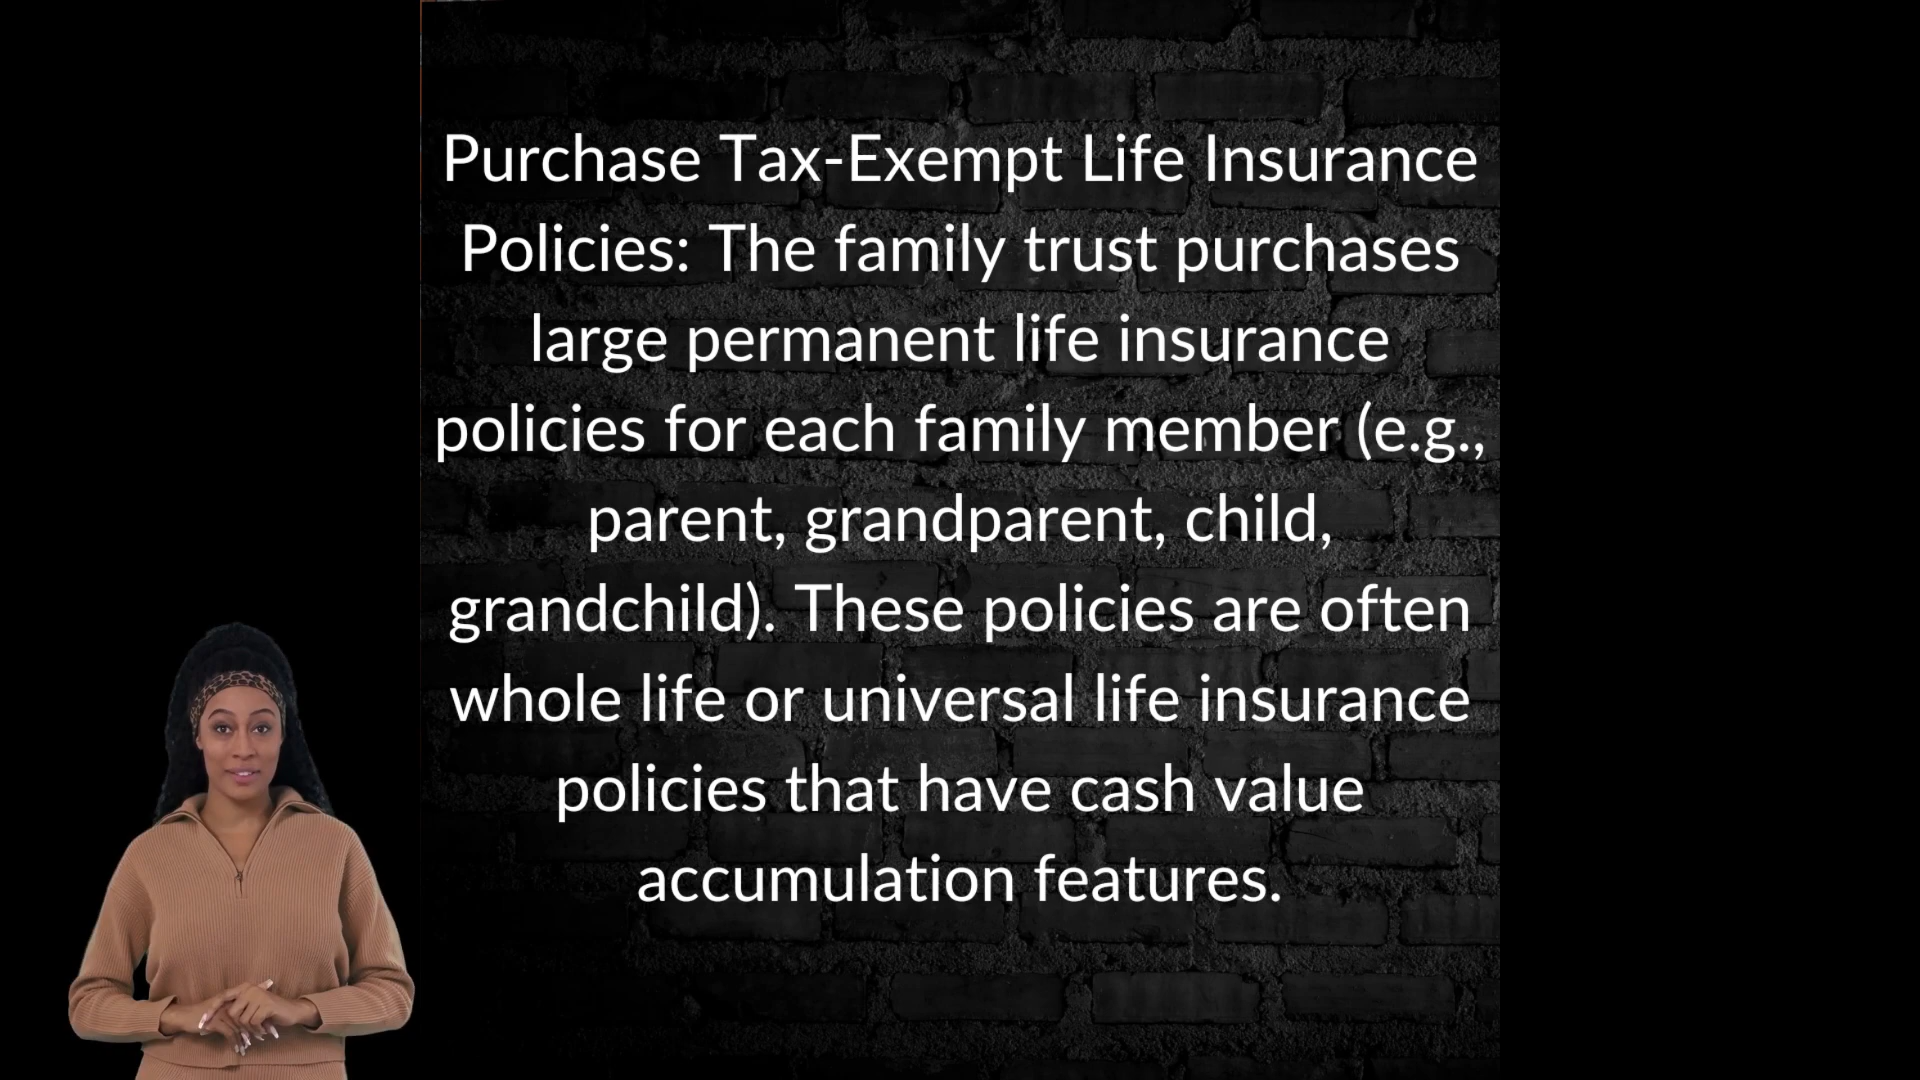 Purchase Tax-Exempt Life Insurance
Policies: The family trust purchases
large permanent life insurance
policies for each family member (e.g.,
parent, grandparent, child,
grandchild). These policies are often
whole life or universal life insurance
policies that have cash value
accumulation features.